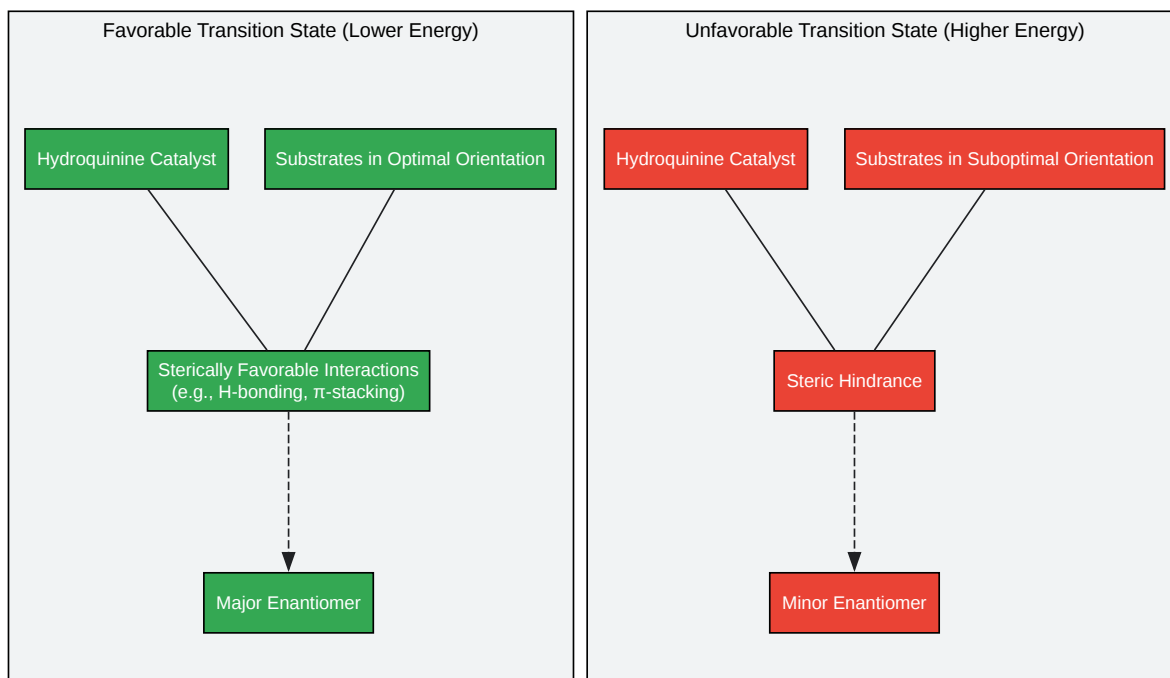 Favorable Transition State (Lower Energy)
Hydroquinine Catalyst
Substrates in Optimal Orientation
Sterically Favorable Interactions
(e.g., H-bonding, π-stacking)
Major Enantiomer
Unfavorable Transition State (Higher Energy)
Hydroquinine Catalyst
Substrates in Suboptimal Orientation
Steric Hindrance
Minor Enantiomer